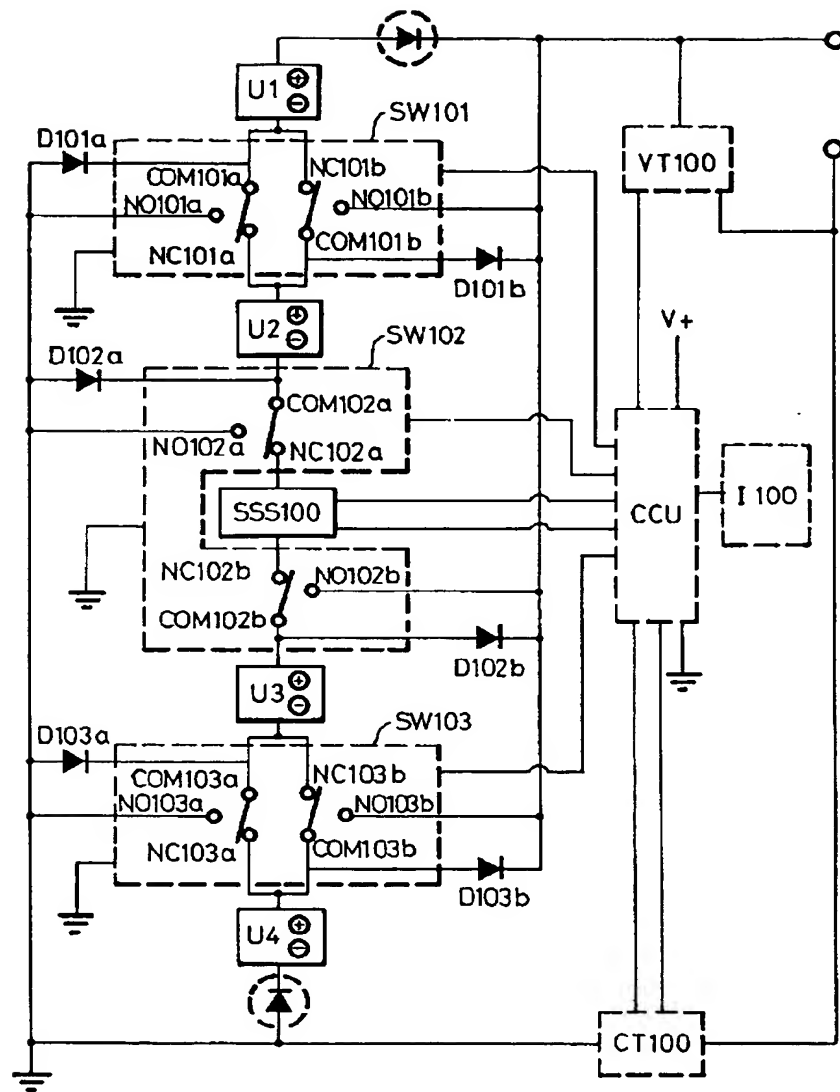 U1 ⊕
⊖
SW101
D101a
COM101a
NC101b
VT100
NO101a
NO101b
NC101a
COM101b
D101b
U2 ⊕
⊖
V+
SW102
D102a
COM102a
NO102a
NC102a
SSS100
CCU
I100
NC102b
NO102b
COM102b
D102b
U3 ⊕
⊖
SW103
D103a
COM103a
NC103b
NO103a
NO103b
NC103a
COM103b
D103b
U4 ⊕
⊖
CT100